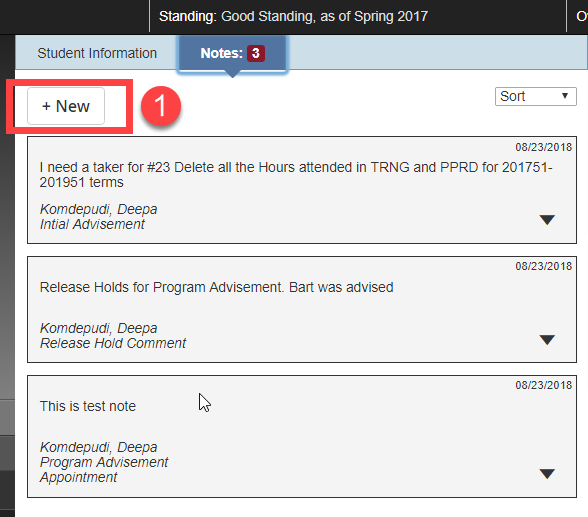 Standing: Good Standing, as of Spring 2017
Student Information
Notes: 3
+ New
1
Sort
08/23/2018
I need a taker for #23 Delete all the Hours attended in TRNG and PPRD for 201751-
201951 terms
Komdepudi, Deepa
Intial Advisement
08/23/2018
Release Holds for Program Advisement. Bart was advised
Komdepudi, Deepa
Release Hold Comment
08/23/2018
This is test note
Komdepudi, Deepa
Program Advisement
Appointment